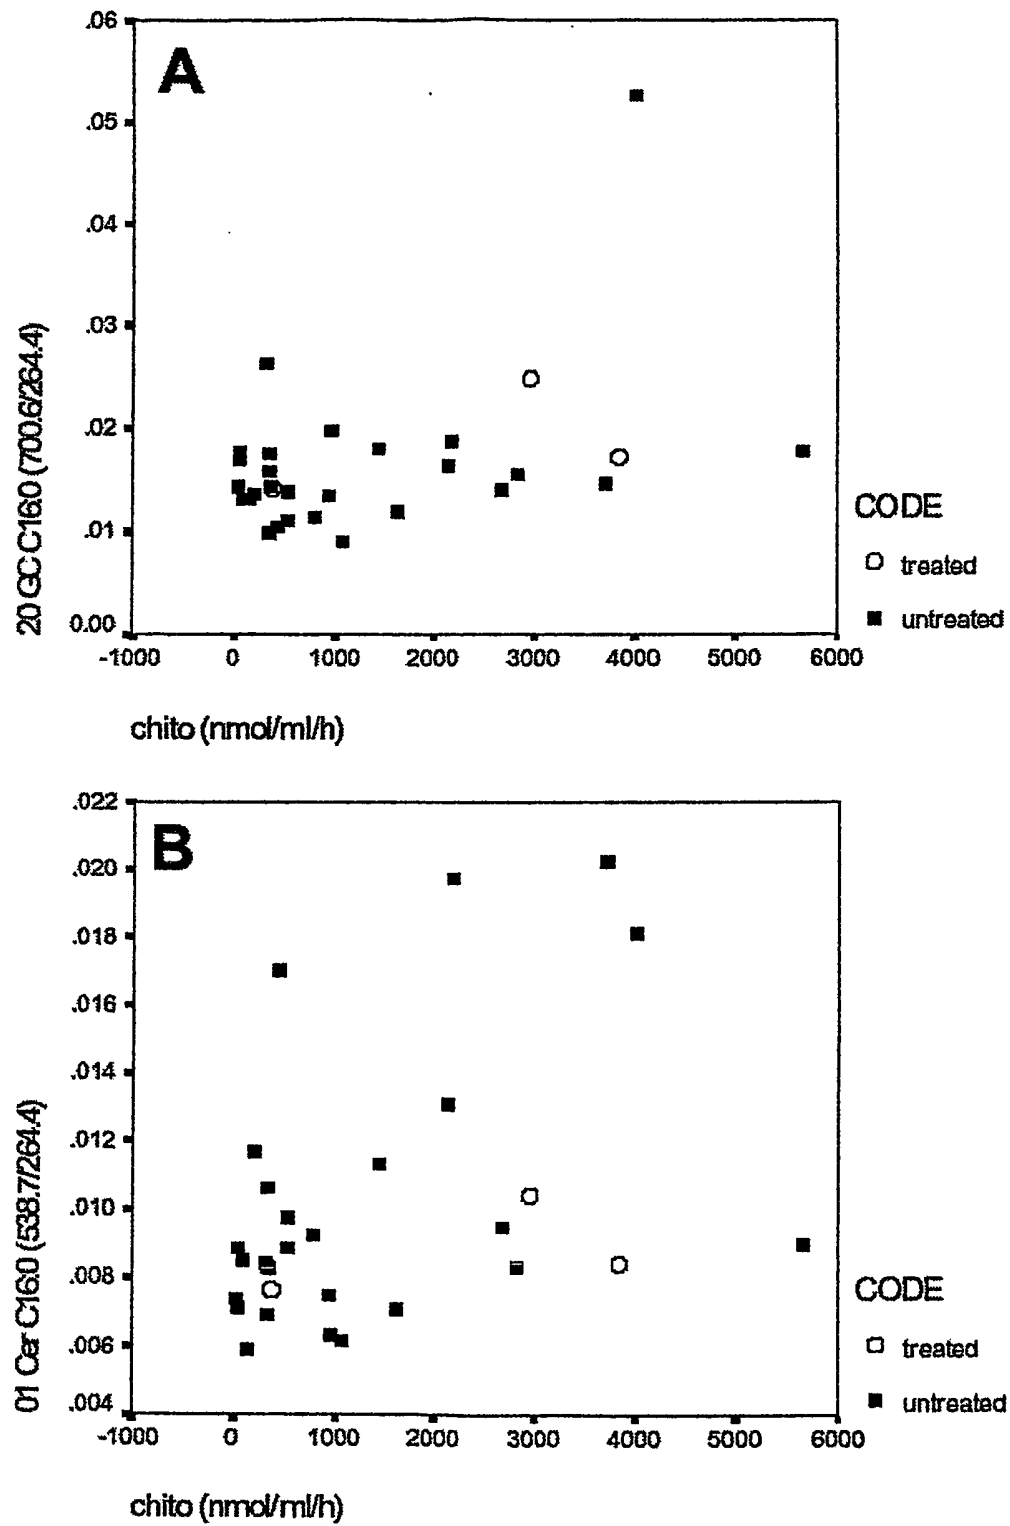 A
.06
.05
.04
.03
.02
.01
0.00
20 GC C16:0 (700.6/264.4)
-1000 0 1000 2000 3000 4000 5000 6000
chito (nmol/ml/h)
CODE
treated
untreated
B
.022
.020
.018
.016
.014
.012
.010
.008
.006
.004
01 Cer C16:0 (538.7/264.4)
-1000 0 1000 2000 3000 4000 5000 6000
chito (nmol/ml/h)
CODE
treated
untreated